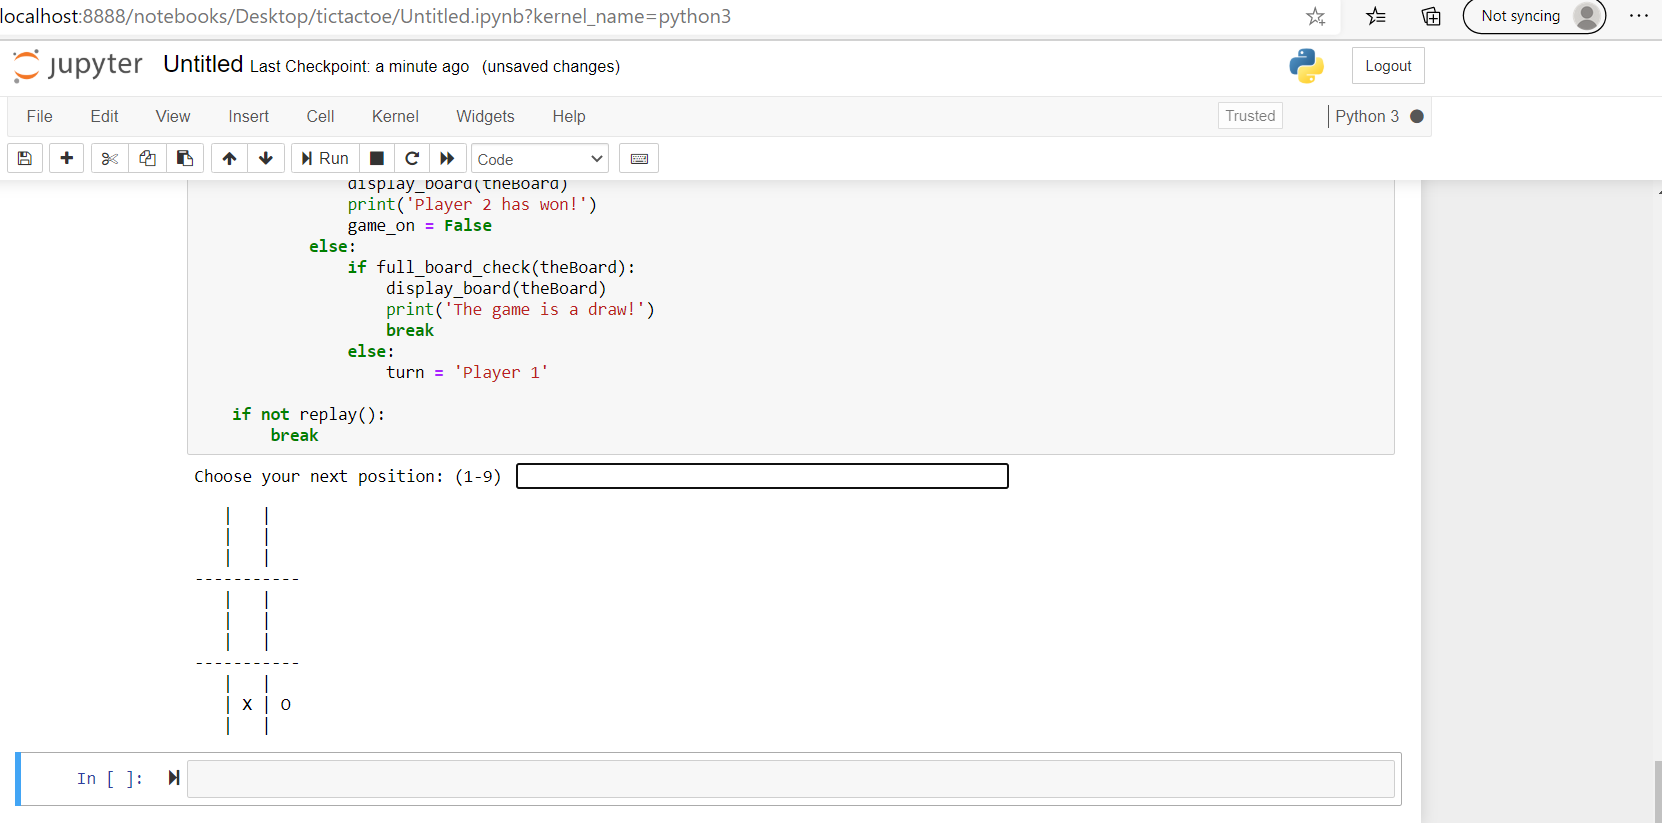 localhost:8888/notebooks/Desktop/tictactoe/Untitled.ipynb?kernel_name=python3
Not syncing
jupyter Untitled Last Checkpoint: a minute ago (unsaved changes)
Logout
File Edit View Insert Cell Kernel Widgets Help
Trusted
Python 3
Run
Code
display_board(theBoard)
print('Player 2 has won!')
game_on = False
else:
if full_board_check(theBoard):
display_board(theBoard)
print('The game is a draw!')
break
else:
turn = 'Player 1'
if not replay():
break
Choose your next position: (1-9)
| |
| |
| |
-----------
| |
| |
| |
-----------
| |
| X | O
| |
In [ ]: